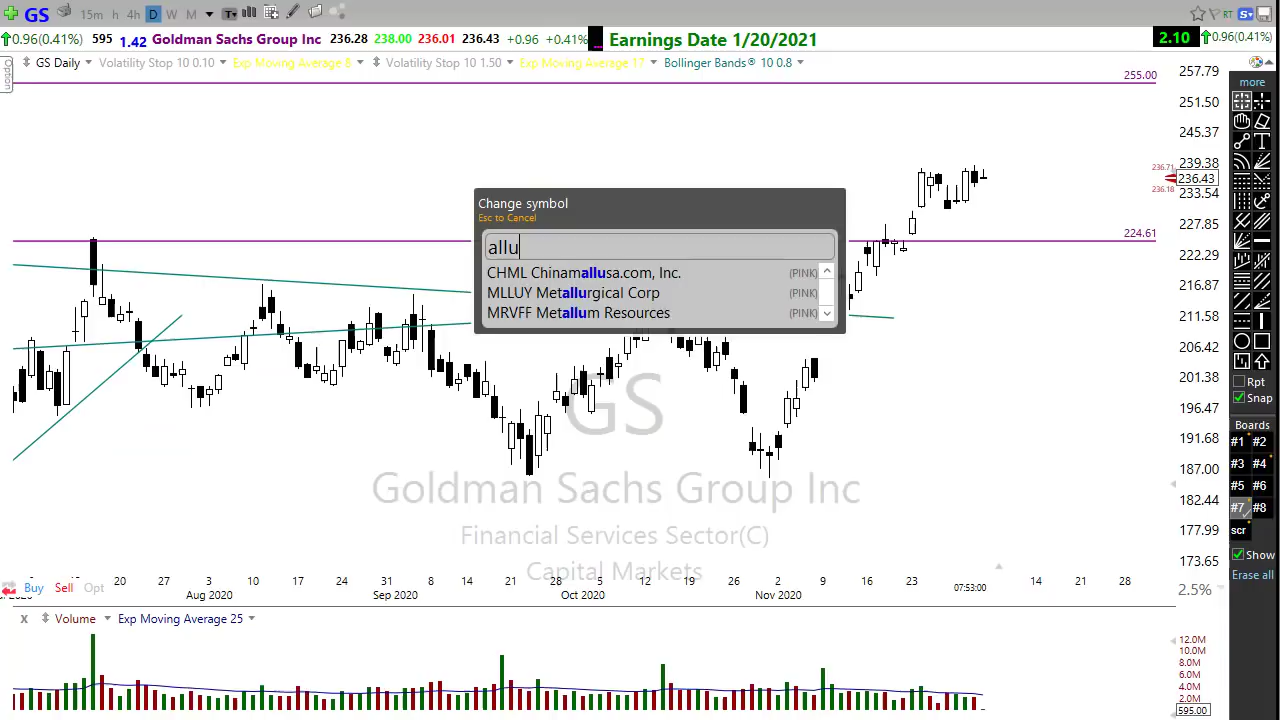 GS 15m h 4h D W M T RT S
0.96(0.41%) 595 1.42 Goldman Sachs Group Inc 236.28 238.00 236.01 236.43 +0.96 +0.41% Earnings Date 1/20/2021 2.10 0.96(0.41%)
Option
GS Daily Volatility Stop 10 0.10 Exp Moving Average 8 Volatility Stop 10 1.50 Exp Moving Average 17 Bollinger Bands® 10 0.8
255.00
257.79
251.50
245.37
239.38
236.71
236.43
236.18
233.54
227.85
224.61
222.29
216.87
211.58
206.42
201.38
196.47
191.68
187.00
182.44
177.99
173.65
Change symbol
Esc to Cancel
allu
CHML Chinamallusa.com, Inc. (PINK)
MLLUY Metallurgical Corp (PINK)
MRVFF Metallum Resources (PINK)
GS
Goldman Sachs Group Inc
Financial Services Sector(C)
Capital Markets
Buy Sell Opt
20 27 3 10 17 24 31 8 14 21 28 5 12 19 26 2 9 16 23 07:53:00 14 21 28
Aug 2020 Sep 2020 Oct 2020 Nov 2020
2.5%
X Volume Exp Moving Average 25
12.0M
10.0M
8.0M
6.0M
4.0M
2.0M
595.00
more
T
Rpt
Snap
Boards
#1 #2
#3 #4
#5 #6
#7 #8
scr
Show
Erase all